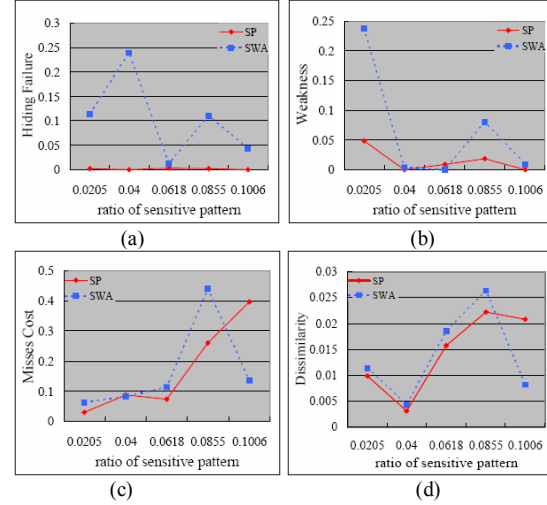 0.3
0.25
0.2
0.15
0.1
0.05
0
Hiding Failure
SP
SWA
0.0205 0.04 0.0618 0.0855 0.1006
ratio of sensitive pattern
(a)
0.25
0.2
0.15
0.1
0.05
0
Weakness
SP
SWA
0.0205 0.04 0.0618 0.0855 0.1006
ratio of sensitive pattern
(b)
0.5
0.4
0.3
0.2
0.1
0
Misses Cost
SP
SWA
0.0205 0.04 0.0618 0.0855 0.1006
ratio of sensitive pattern
(c)
0.03
0.025
0.02
0.015
0.01
0.005
0
Dissimilarity
SP
SWA
0.0205 0.04 0.0618 0.0855 0.1006
ratio of sensitive pattern
(d)